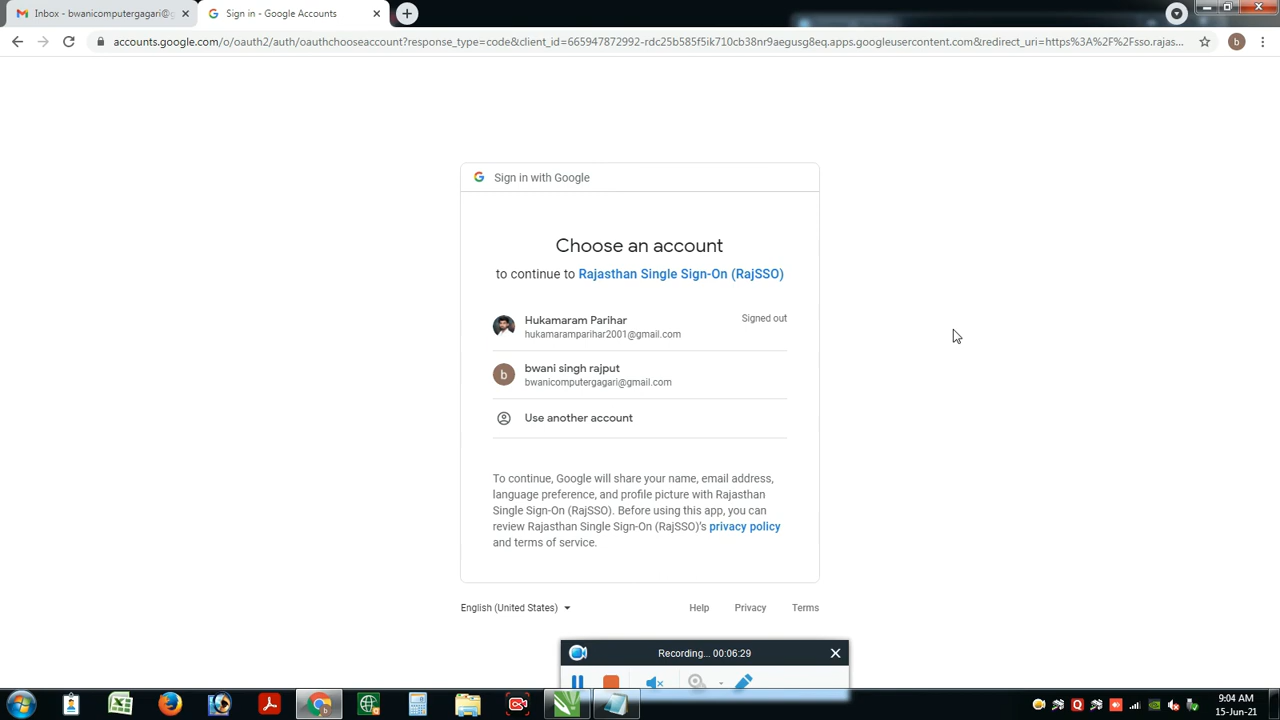 Inbox - bwanicomputergagari@g
Sign in - Google Accounts
accounts.google.com/o/oauth2/auth/oauthchooseaccount?response_type=code&client_id=665947872992-rdc25b585f5ik710cb38nr9aegusg8eq.apps.googleusercontent.com&redirect_uri=https%3A%2F%2Fsso.rajas...
b
Sign in with Google
Choose an account
to continue to Rajasthan Single Sign-On (RajSSO)
Hukamaram Parihar
Signed out
hukamaramparihar2001@gmail.com
b
bwani singh rajput
bwanicomputergagari@gmail.com
Use another account
To continue, Google will share your name, email address,
language preference, and profile picture with Rajasthan
Single Sign-On (RajSSO). Before using this app, you can
review Rajasthan Single Sign-On (RajSSO)'s privacy policy
and terms of service.
English (United States)
Help
Privacy
Terms
Recording... 00:06:29
9:04 AM
15-Jun-21